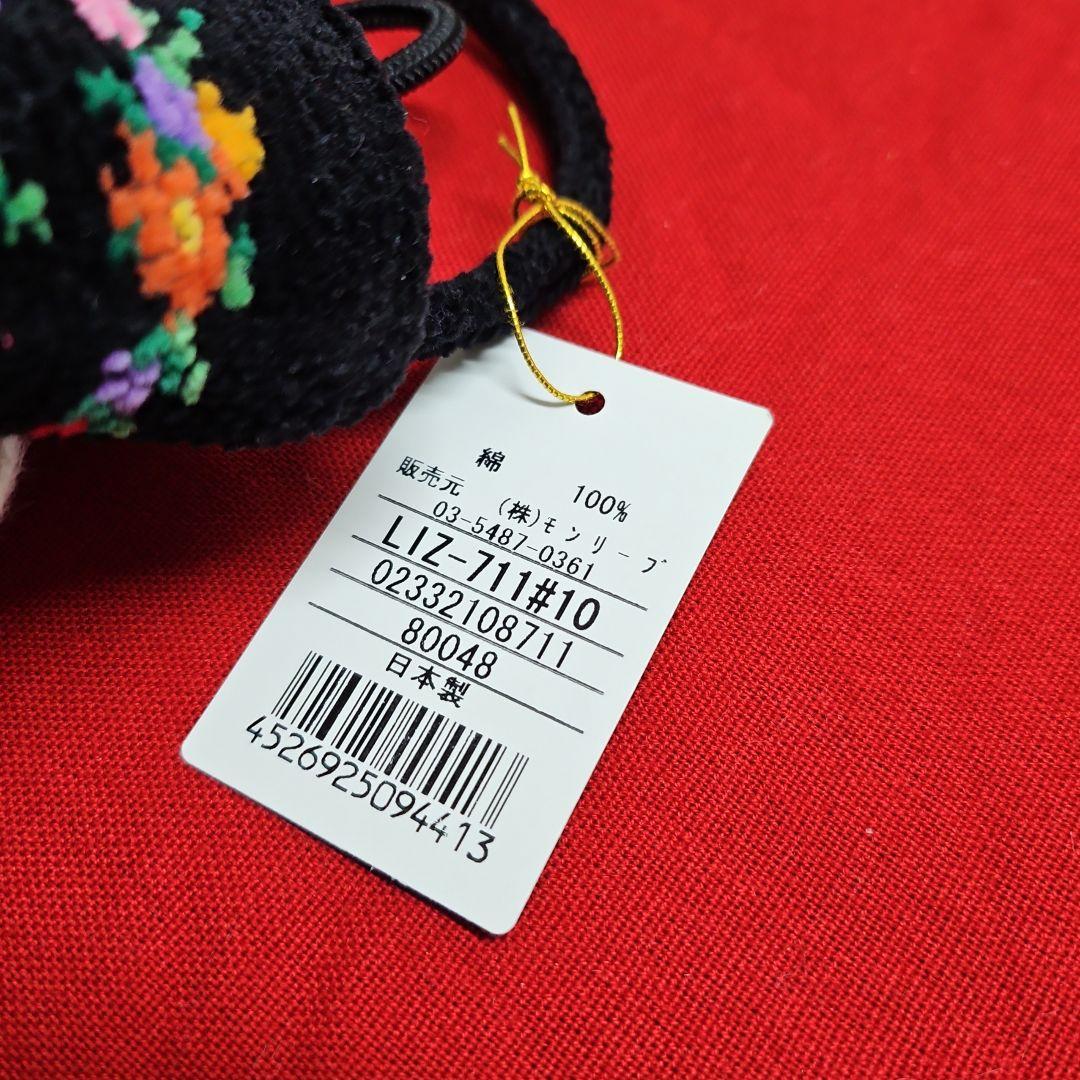 綿 100%
販売元 (株)モンリーブ
03-5487-0361
LIZ-711#10
02332108711
80048
日本製
4526925094413